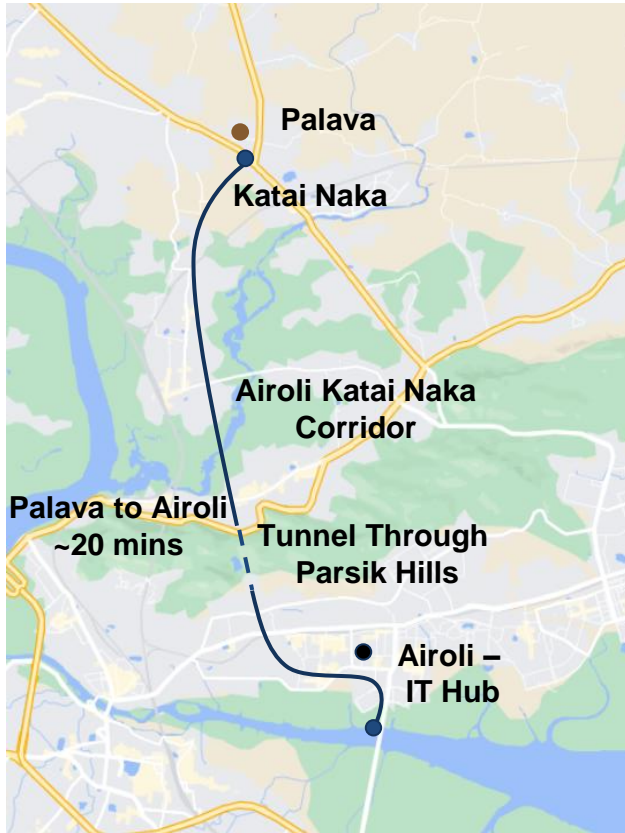 Palava
Katai Naka
Airoli Katai Naka
Corridor
Palava to Airoli
~20 mins
Tunnel Through
Parsik Hills
Airoli –
IT Hub